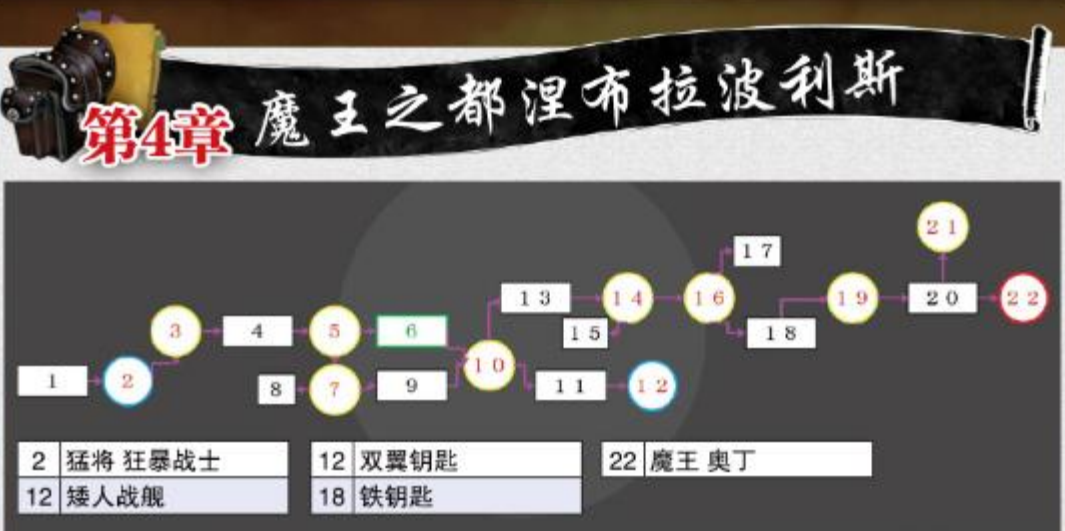 第4章 魔王之都涅布拉波利斯
21
17
13 14 16 19 20 22
3 4 5 6 15 18
10
1 2 8 7 9 11 12
2 猛将 狂暴战士 12 双翼钥匙 22 魔王 奥丁
12 矮人战舰 18 铁钥匙